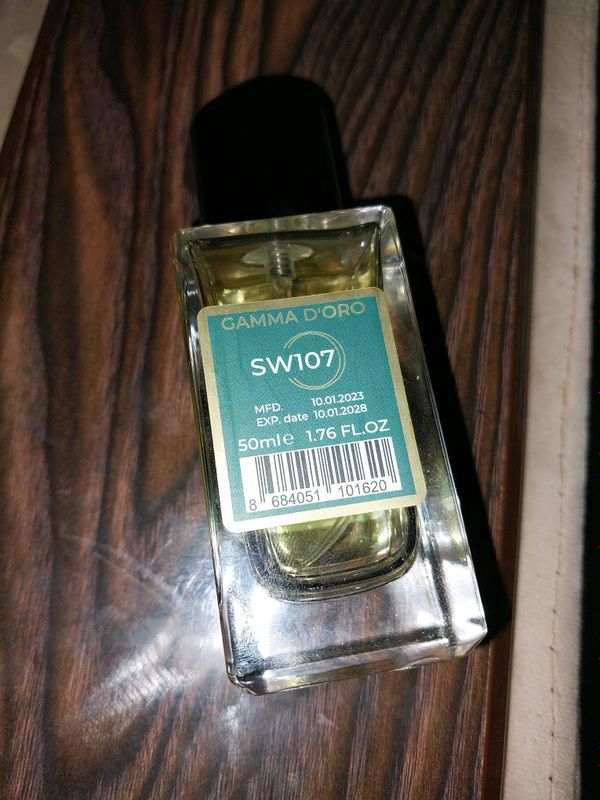 GAMMA D'ORO
SW107
MFD. 10.01.2023
EXP. date 10.01.2028
50ml℮ 1.76 FL.OZ
8 684051 101620